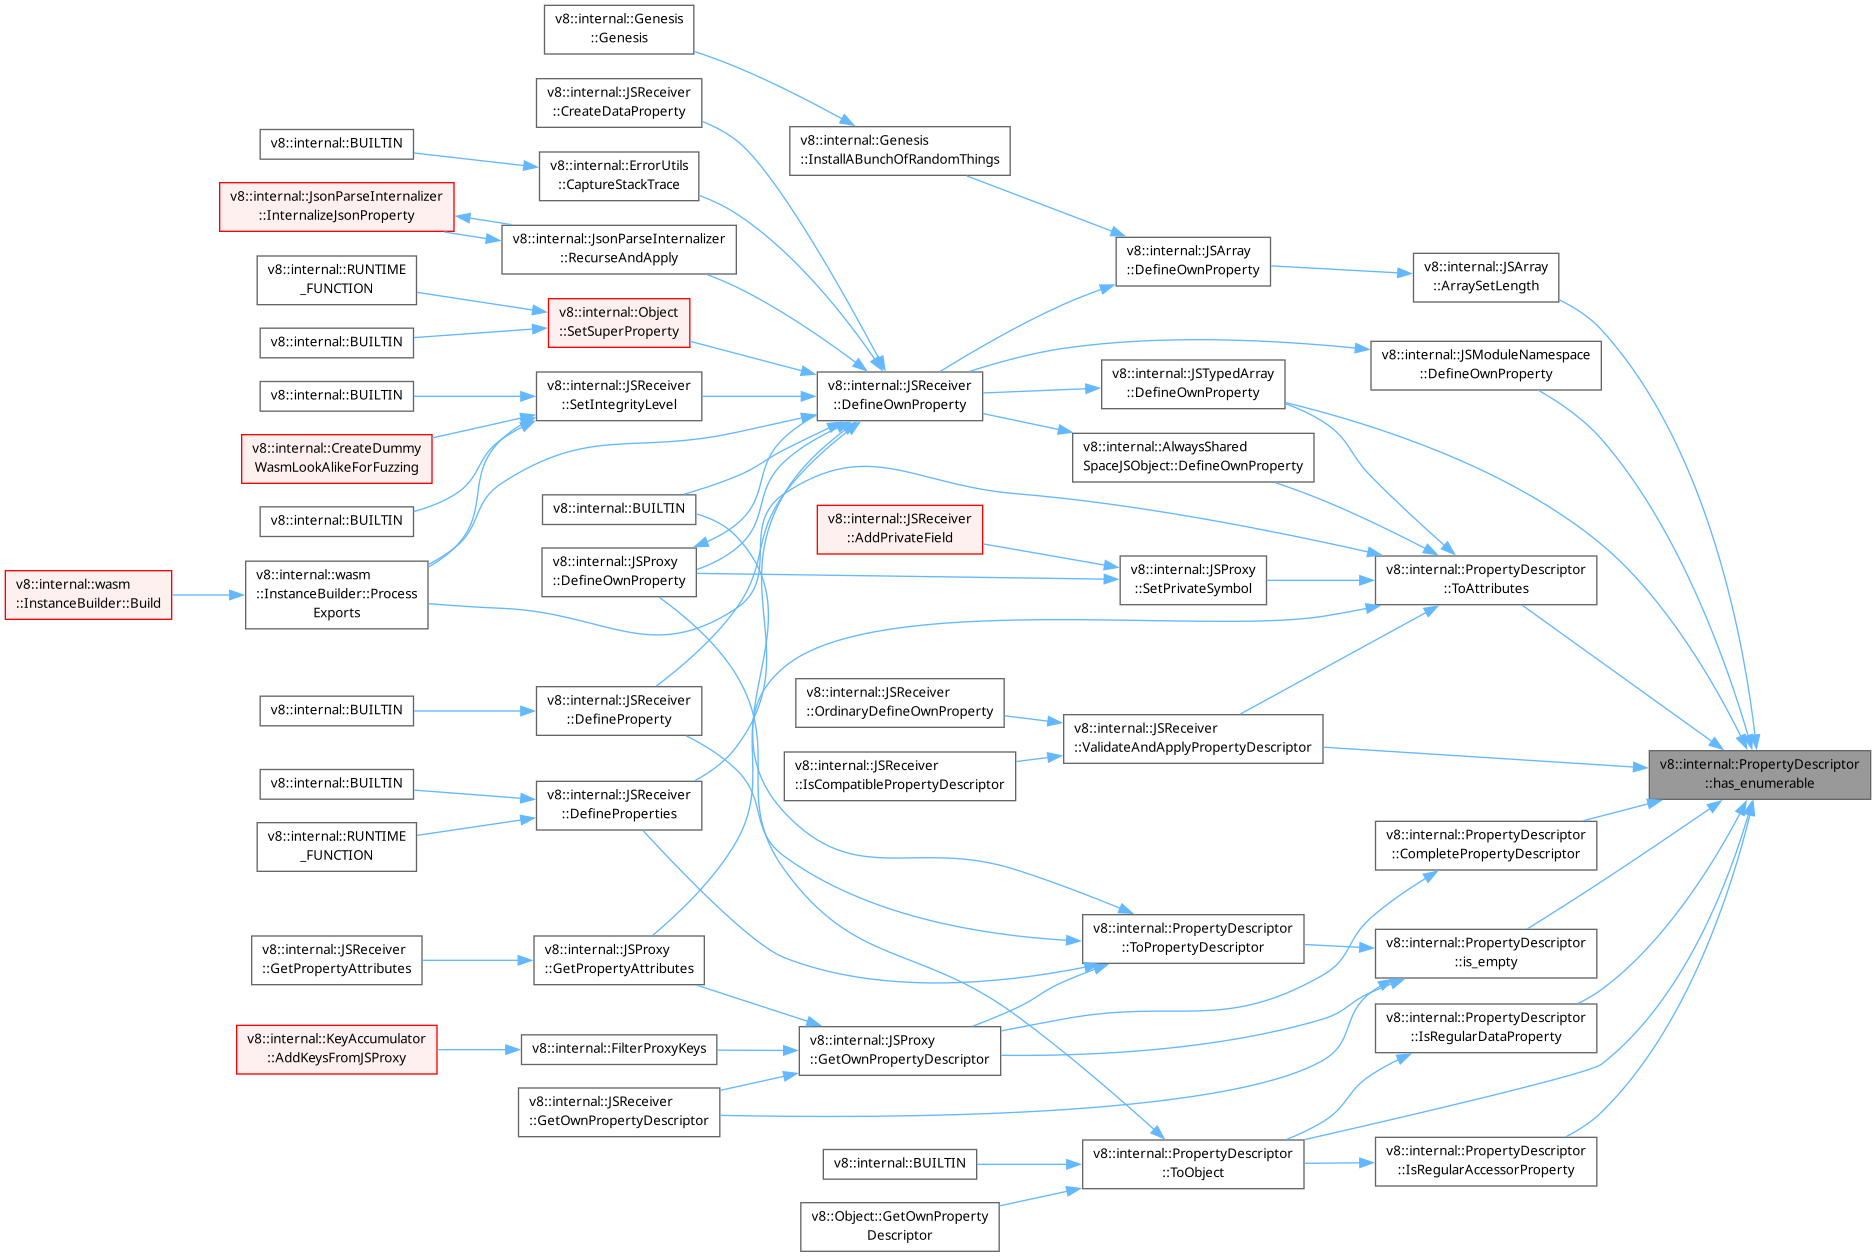 v8::internal::Genesis
::Genesis
v8::internal::JSReceiver
::CreateDataProperty
v8::internal::Genesis
::InstallABunchOfRandomThings
v8::internal::BUILTIN
v8::internal::ErrorUtils
::CaptureStackTrace
v8::internal::JsonParseInternalizer
::InternalizeJsonProperty
v8::internal::JsonParseInternalizer
::RecurseAndApply
v8::internal::JSArray
::DefineOwnProperty
v8::internal::JSArray
::ArraySetLength
v8::internal::RUNTIME
_FUNCTION
v8::internal::Object
::SetSuperProperty
v8::internal::BUILTIN
v8::internal::JSModuleNamespace
::DefineOwnProperty
v8::internal::BUILTIN
v8::internal::JSReceiver
::SetIntegrityLevel
v8::internal::JSReceiver
::DefineOwnProperty
v8::internal::JSTypedArray
::DefineOwnProperty
v8::internal::CreateDummy
WasmLookAlikeForFuzzing
v8::internal::AlwaysShared
SpaceJSObject::DefineOwnProperty
v8::internal::BUILTIN
v8::internal::BUILTIN
v8::internal::JSReceiver
::AddPrivateField
v8::internal::wasm
::InstanceBuilder::Build
v8::internal::wasm
::InstanceBuilder::Process
Exports
v8::internal::JSProxy
::DefineOwnProperty
v8::internal::JSProxy
::SetPrivateSymbol
v8::internal::PropertyDescriptor
::ToAttributes
v8::internal::BUILTIN
v8::internal::JSReceiver
::DefineProperty
v8::internal::JSReceiver
::OrdinaryDefineOwnProperty
v8::internal::JSReceiver
::ValidateAndApplyPropertyDescriptor
v8::internal::JSReceiver
::IsCompatiblePropertyDescriptor
v8::internal::PropertyDescriptor
::has_enumerable
v8::internal::BUILTIN
v8::internal::JSReceiver
::DefineProperties
v8::internal::RUNTIME
_FUNCTION
v8::internal::PropertyDescriptor
::CompletePropertyDescriptor
v8::internal::JSReceiver
::GetPropertyAttributes
v8::internal::JSProxy
::GetPropertyAttributes
v8::internal::PropertyDescriptor
::ToPropertyDescriptor
v8::internal::PropertyDescriptor
::is_empty
v8::internal::KeyAccumulator
::AddKeysFromJSProxy
v8::internal::FilterProxyKeys
v8::internal::JSProxy
::GetOwnPropertyDescriptor
v8::internal::PropertyDescriptor
::IsRegularDataProperty
v8::internal::JSReceiver
::GetOwnPropertyDescriptor
v8::internal::BUILTIN
v8::internal::PropertyDescriptor
::ToObject
v8::internal::PropertyDescriptor
::IsRegularAccessorProperty
v8::Object::GetOwnProperty
Descriptor